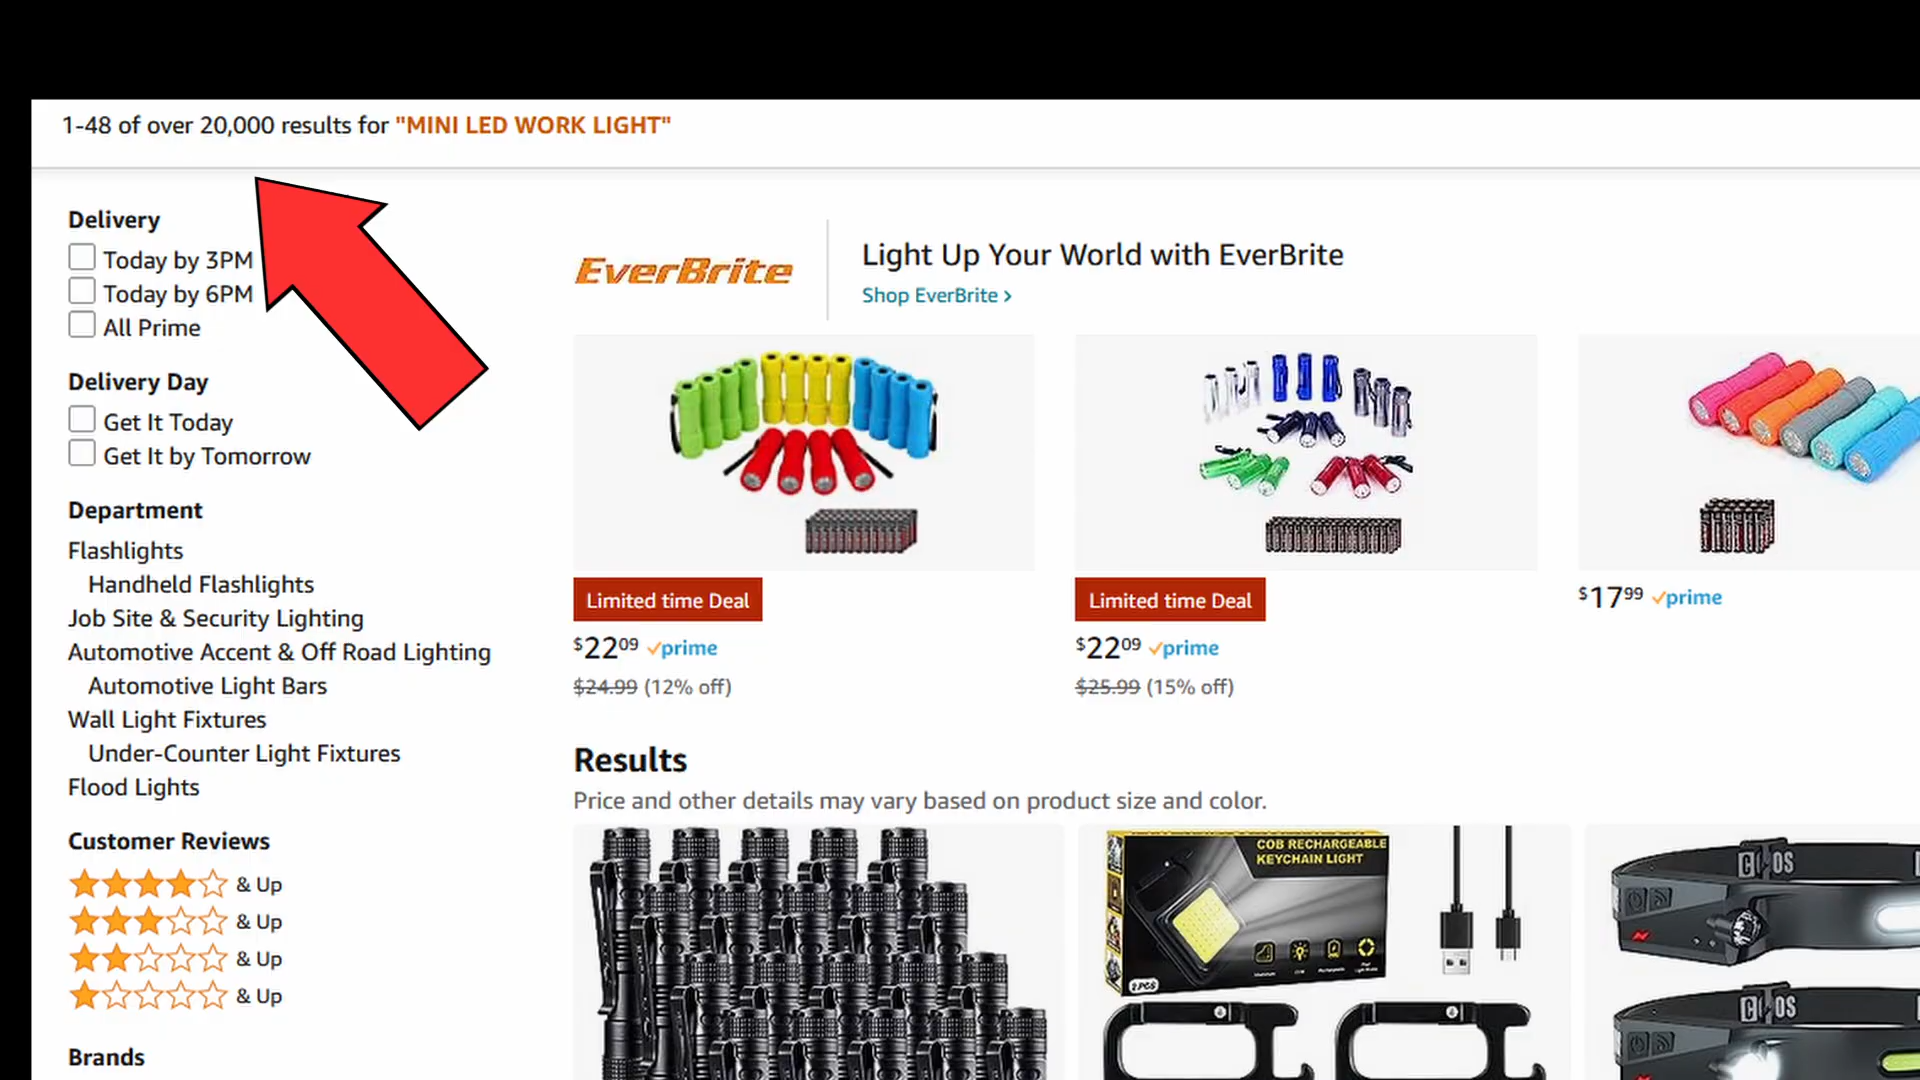 1-48 of over 20,000 results for "MINI LED WORK LIGHT"
Delivery
Today by 3PM
Today by 6PM
All Prime
Delivery Day
Get It Today
Get It by Tomorrow
Department
Flashlights
Handheld Flashlights
Job Site & Security Lighting
Automotive Accent & Off Road Lighting
Automotive Light Bars
Wall Light Fixtures
Under-Counter Light Fixtures
Flood Lights
Customer Reviews
& Up
& Up
& Up
& Up
Brands
EverBrite
Light Up Your World with EverBrite
Shop EverBrite ›
Limited time Deal
$22 09 prime
$24.99 (12% off)
Limited time Deal
$22 09 prime
$25.99 (15% off)
$17 99 prime
Results
Price and other details may vary based on product size and color.
COB RECHARGEABLE
KEYCHAIN LIGHT
2 PCS